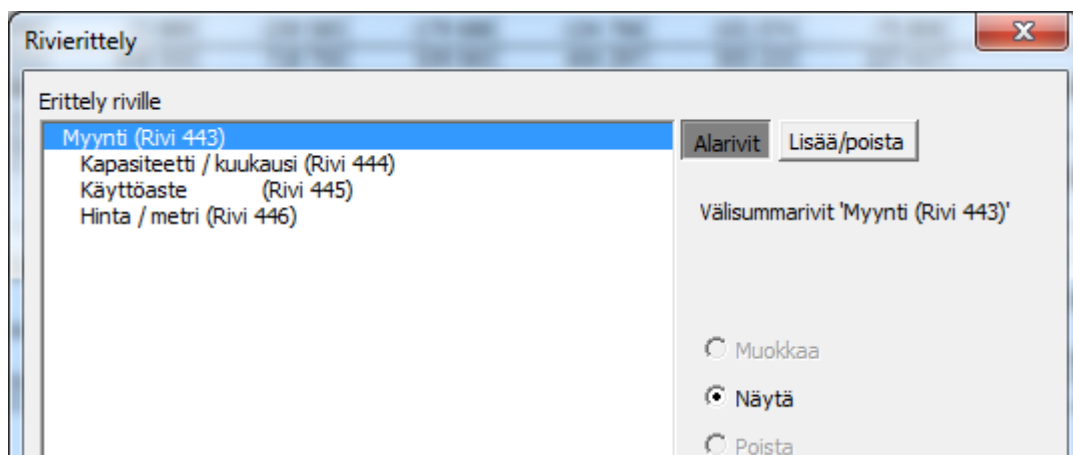 Rivierittely
Erittely riville
Myynti (Rivi 443)
Kapasiteetti / kuukausi (Rivi 444)
Käyttöaste (Rivi 445)
Hinta / metri (Rivi 446)
Alarivit Lisää/poista
Välisummarivit 'Myynti (Rivi 443)'
Muokkaa
Näytä
Poista